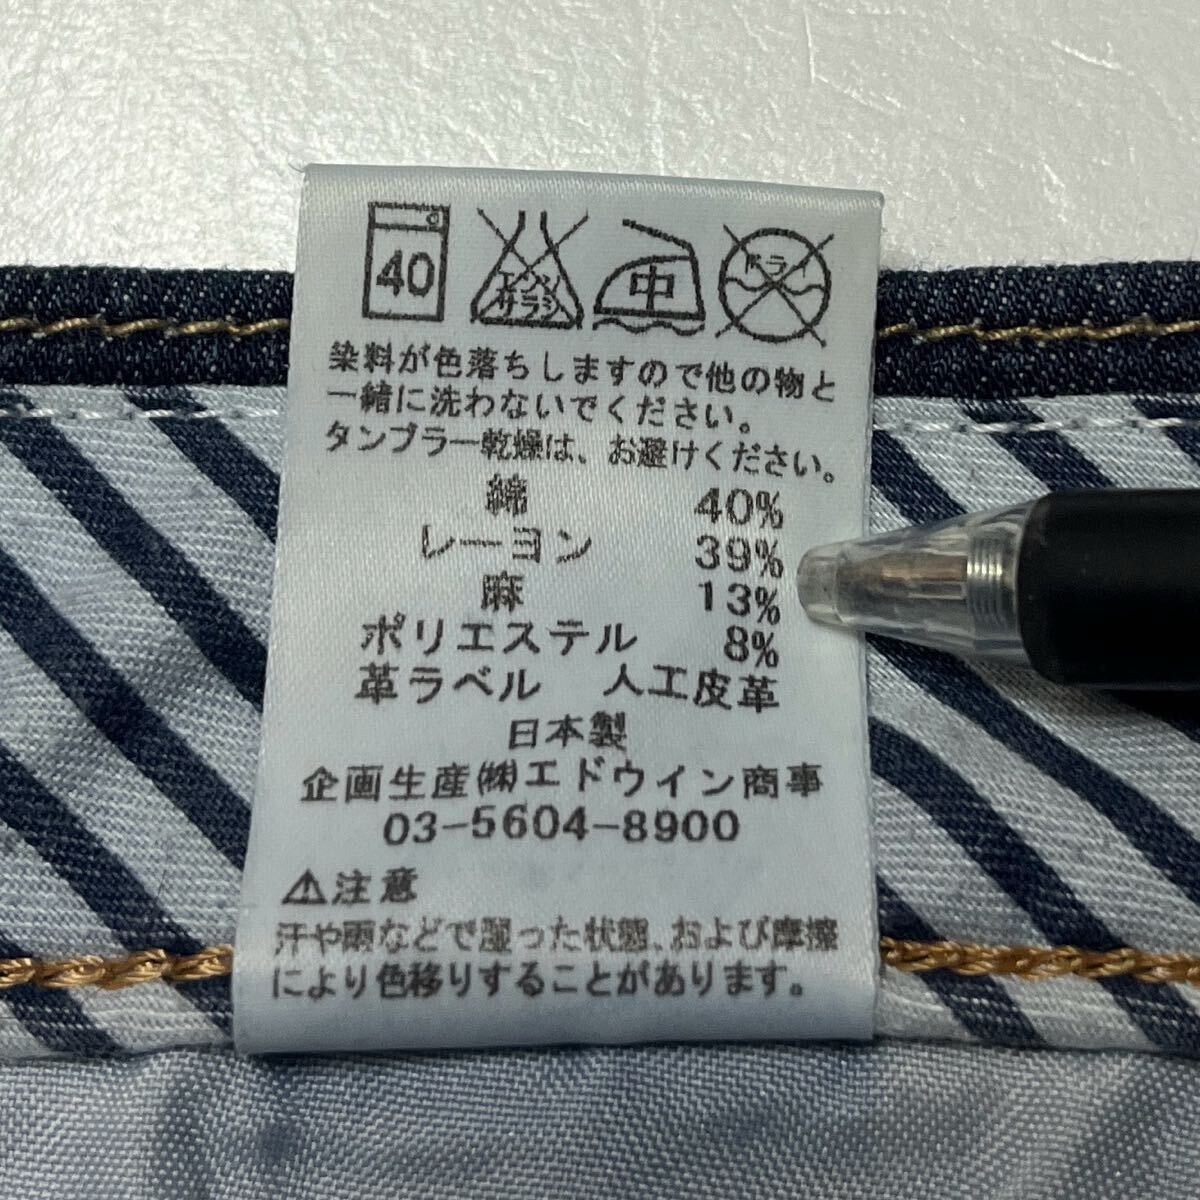 40
エンソ
サラシ
中
ドライ
染料が色落ちしますので他の物と
一緒に洗わないでください。
タンブラー乾燥は、お避けください。
綿 40%
レーヨン 39%
麻 13%
ポリエステル 8%
革ラベル 人工皮革
日本製
企画生産㈱エドウイン商事
03-5604-8900
⚠注意
汗や雨などで湿った状態、および摩擦
により色移りすることがあります。